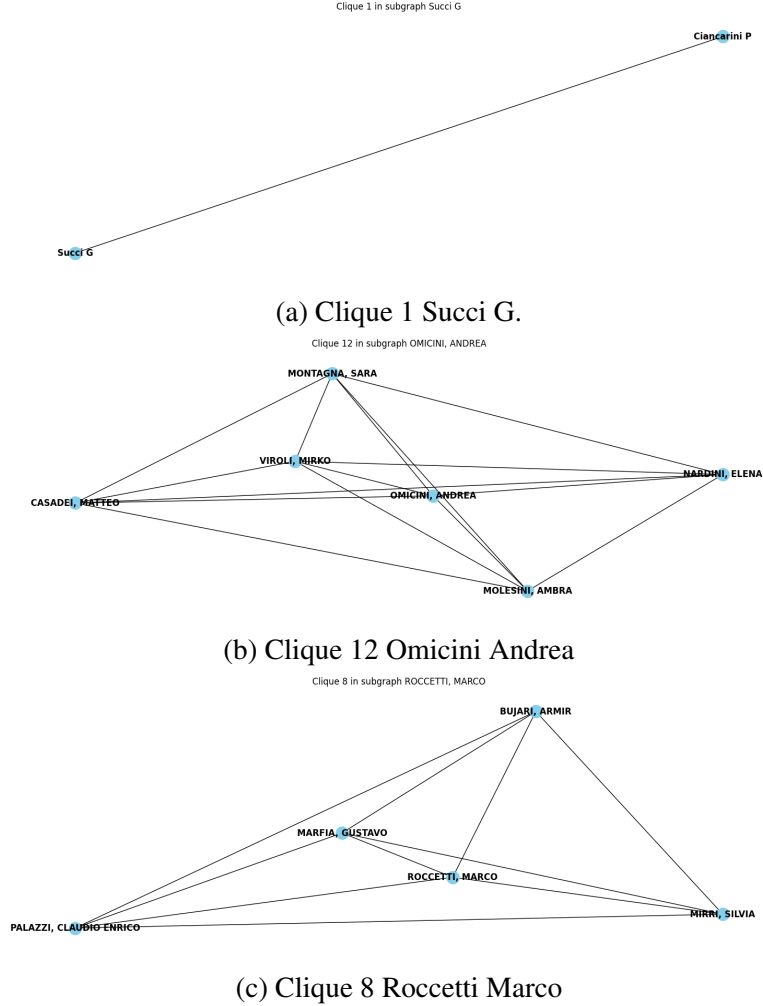 Clique 1 in subgraph Succi G
Ciancarini P
Succi G
(a) Clique 1 Succi G.
Clique 12 in subgraph OMICINI, ANDREA
MONTAGNA, SARA
VIROLI, MIRKO
NARDINI, ELENA
OMICINI, ANDREA
CASADEI, MATTEO
MOLESINI, AMBRA
(b) Clique 12 Omicini Andrea
Clique 8 in subgraph ROCCETTI, MARCO
BUJARI, ARMIR
MARFIA, GUSTAVO
ROCCETTI, MARCO
MIRRI, SILVIA
PALAZZI, CLAUDIO ENRICO
(c) Clique 8 Roccetti Marco